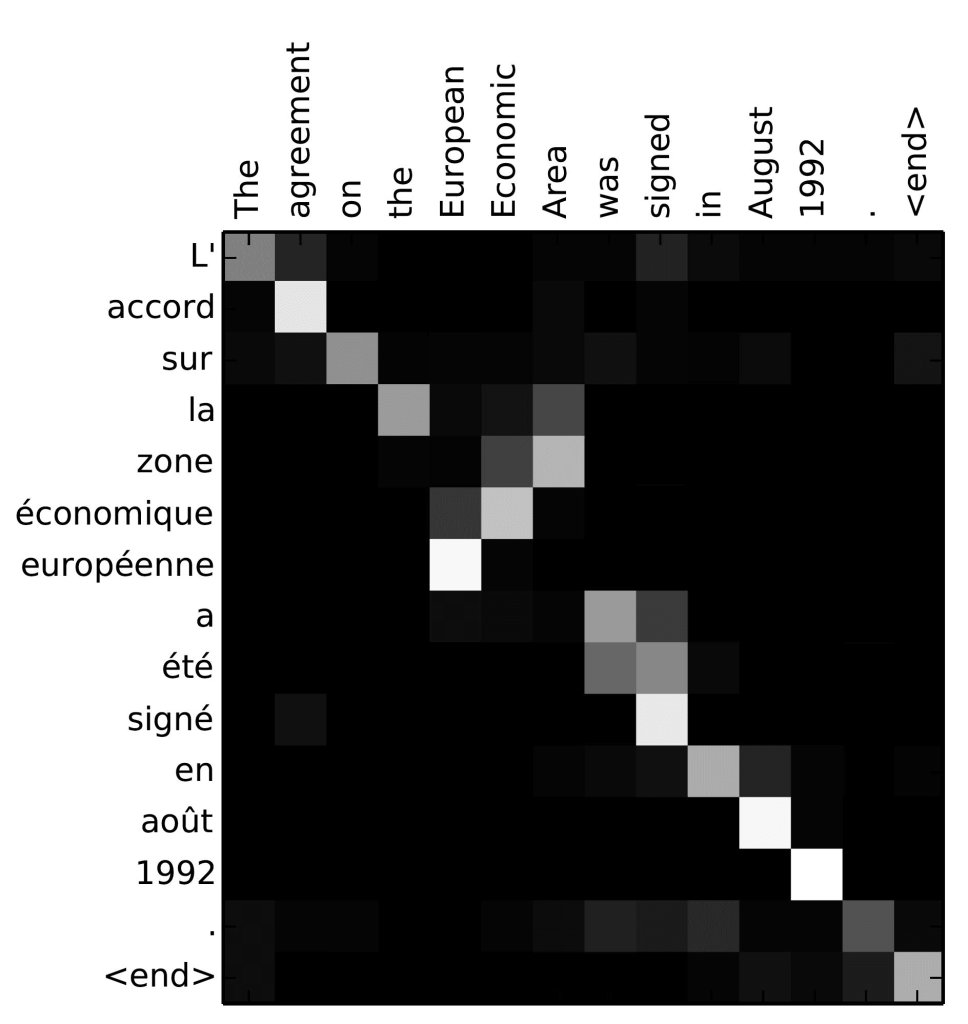 The agreement on the European Economic Area was signed in August 1992 . <end>
L'
accord
sur
la
zone
économique
européenne
a
été
signé
en
août
1992
.
<end>